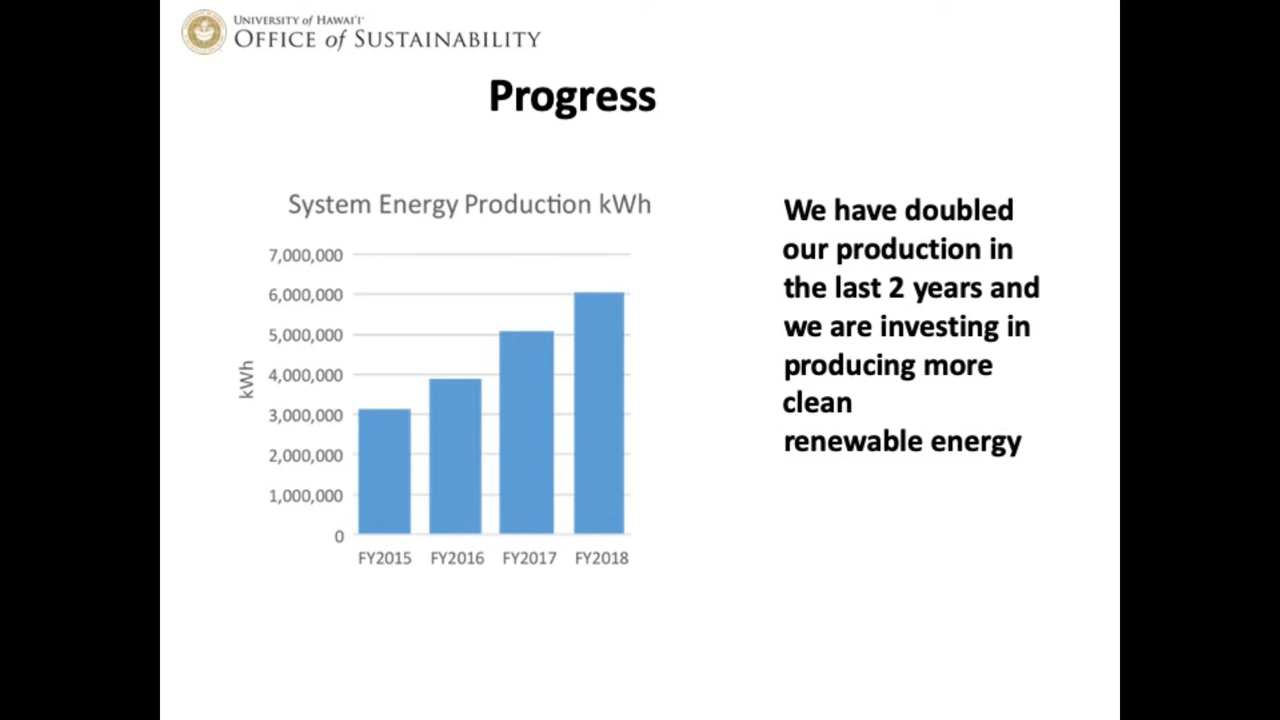 UNIVERSITY of HAWAI‘I
OFFICE of SUSTAINABILITY
Progress
System Energy Production kWh
7,000,000
6,000,000
5,000,000
4,000,000
3,000,000
2,000,000
1,000,000
0
kWh
FY2015 FY2016 FY2017 FY2018
We have doubled
our production in
the last 2 years and
we are investing in
producing more
clean
renewable energy